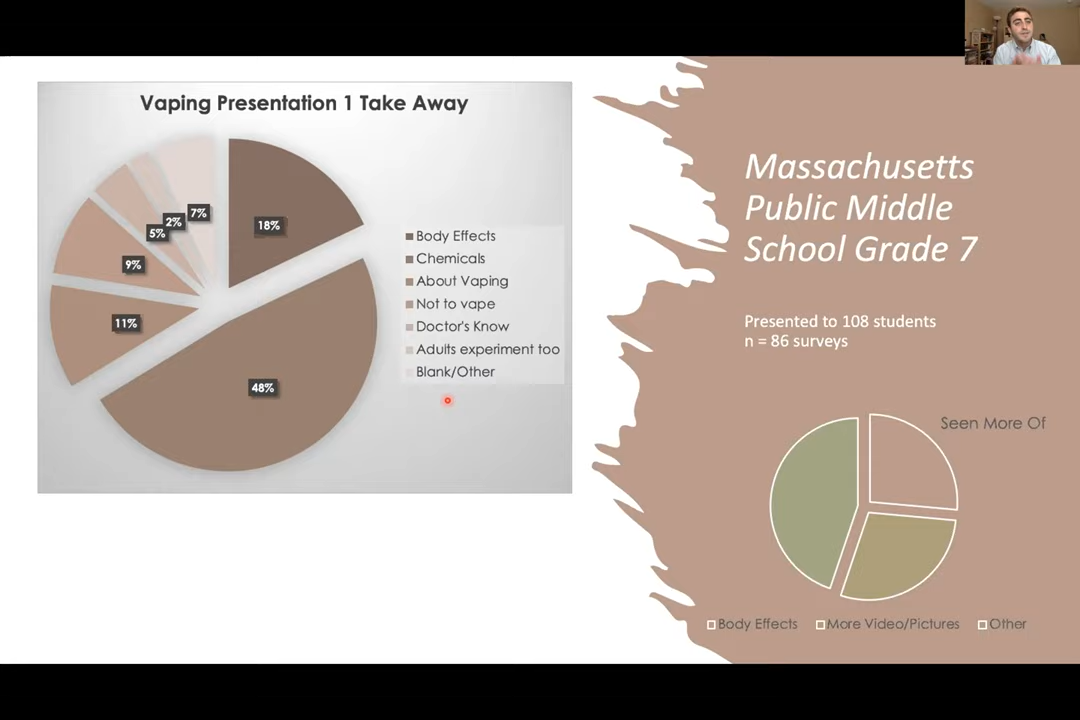 Vaping Presentation 1 Take Away
7%
2%
5%
18%
9%
11%
48%
Body Effects
Chemicals
About Vaping
Not to vape
Doctor's Know
Adults experiment too
Blank/Other
Massachusetts
Public Middle
School Grade 7
Presented to 108 students
n = 86 surveys
Seen More Of
Body Effects
More Video/Pictures
Other